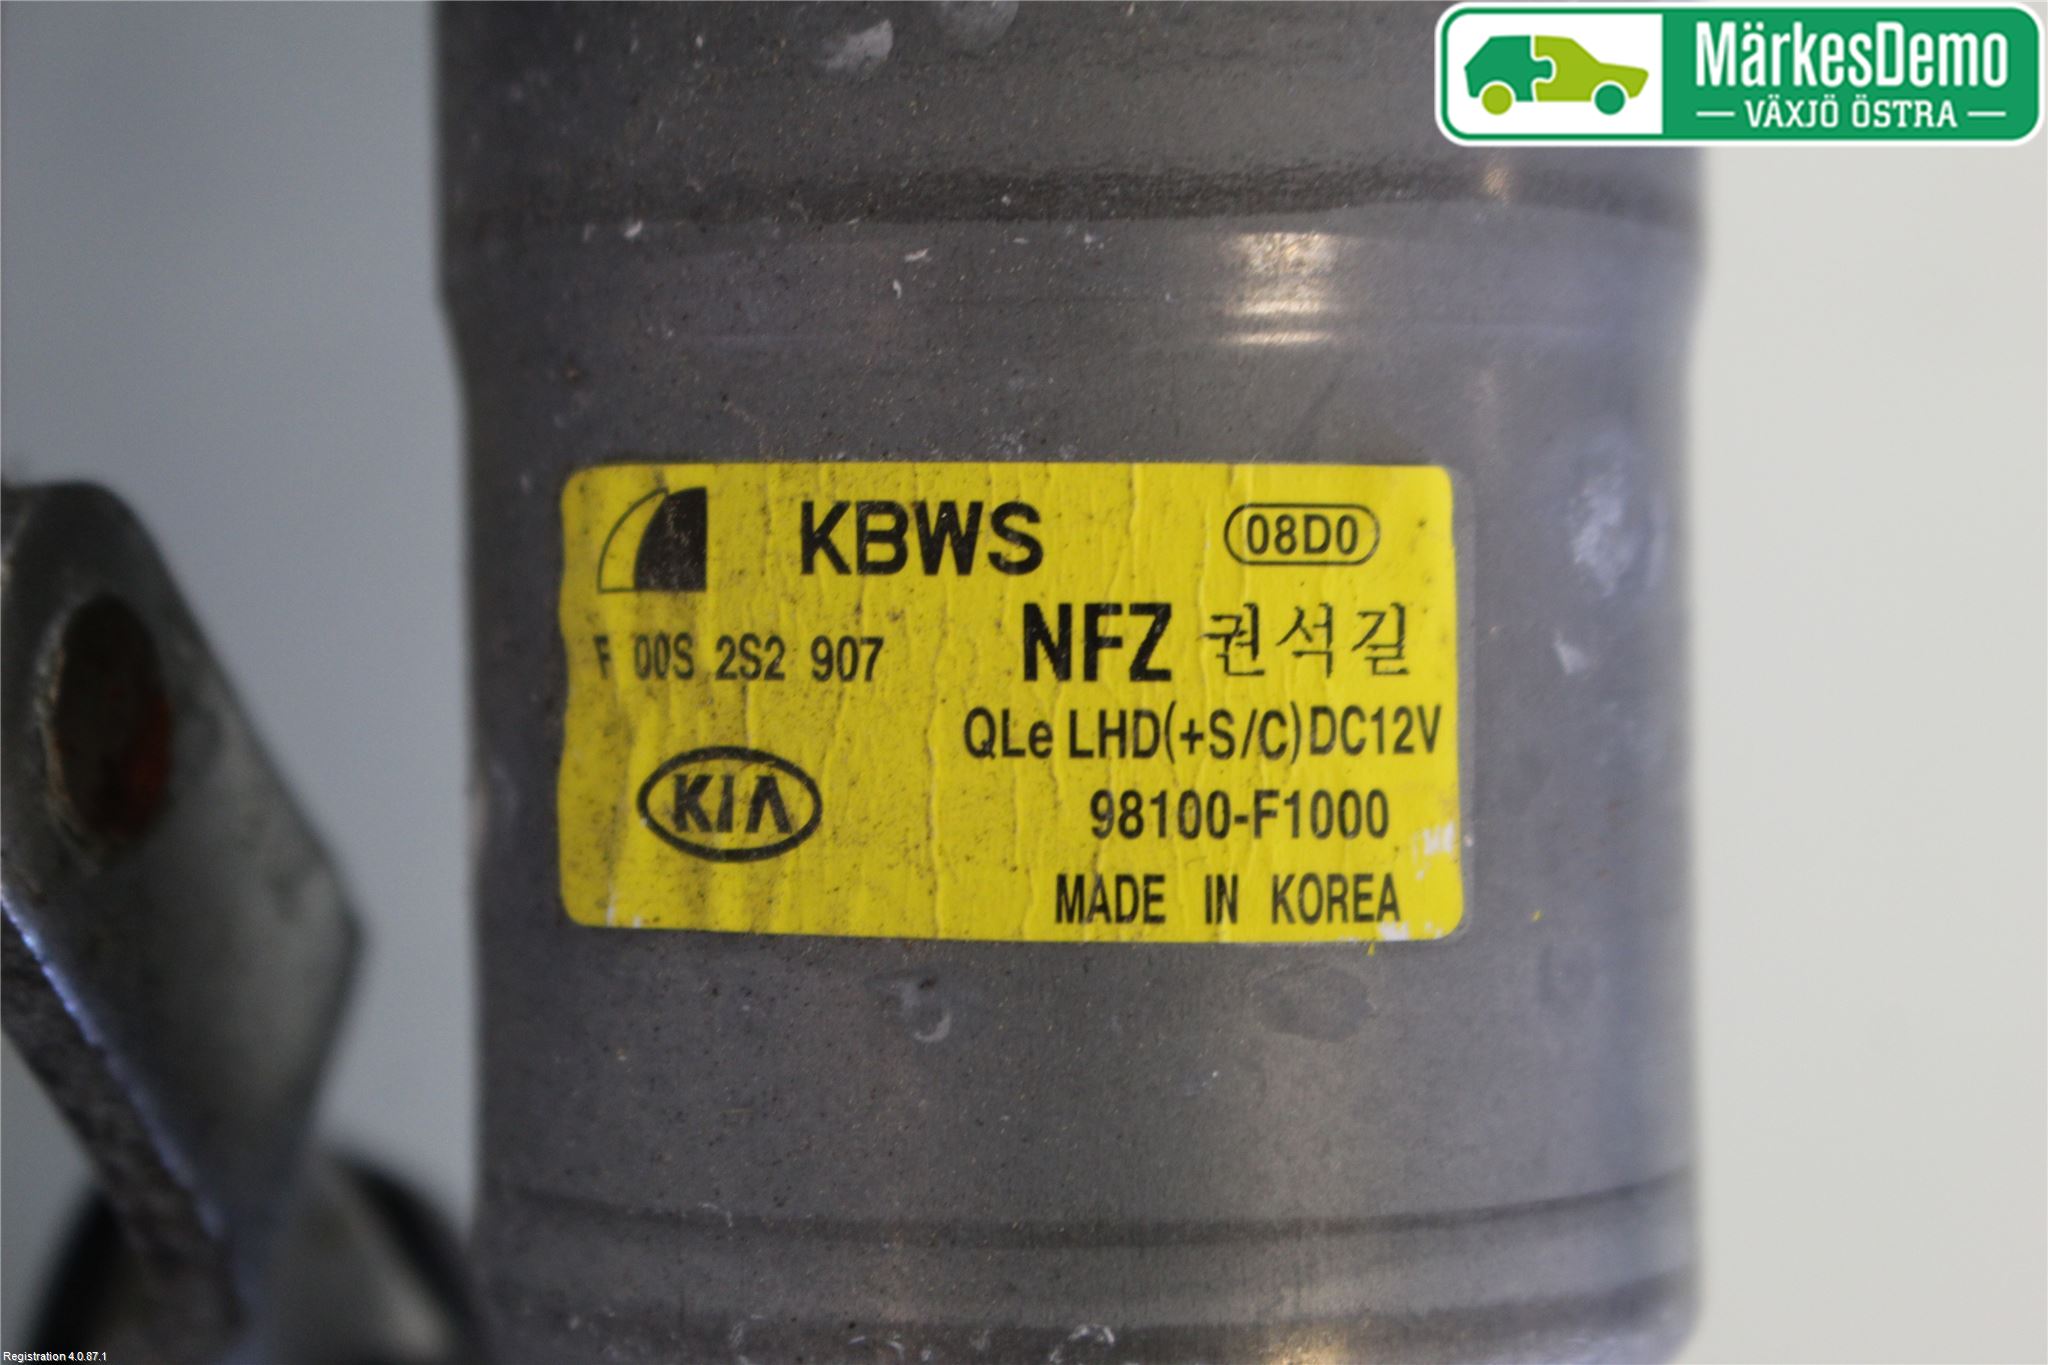 MärkesDemo
VÄXJÖ ÖSTRA
KBWS
08D0
F 00S 2S2 907
NFZ 권석길
QLe LHD(+S/C)DC12V
KIA
98100-F1000
MADE IN KOREA
Registration 4.0.87.1